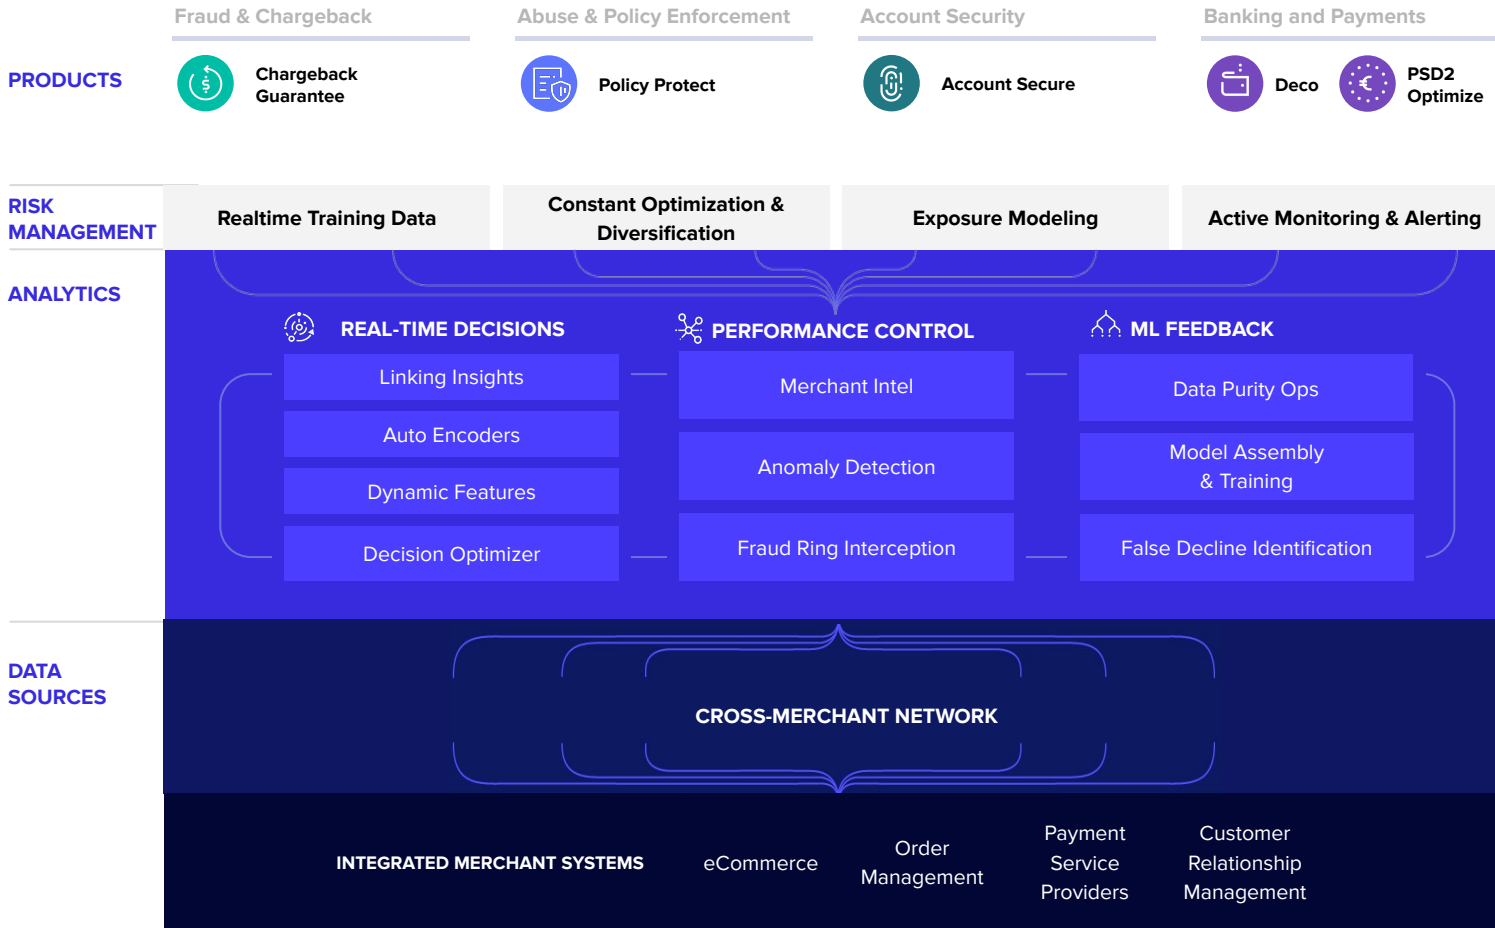 Fraud & Chargeback
Abuse & Policy Enforcement
Account Security
Banking and Payments
PRODUCTS
Chargeback
Guarantee
Policy Protect
Account Secure
Deco
PSD2
Optimize
RISK
MANAGEMENT
Realtime Training Data
Constant Optimization &
Diversification
Exposure Modeling
Active Monitoring & Alerting
ANALYTICS
REAL-TIME DECISIONS
Linking Insights
Auto Encoders
Dynamic Features
Decision Optimizer
PERFORMANCE CONTROL
Merchant Intel
Anomaly Detection
Fraud Ring Interception
ML FEEDBACK
Data Purity Ops
Model Assembly
& Training
False Decline Identification
DATA
SOURCES
CROSS-MERCHANT NETWORK
INTEGRATED MERCHANT SYSTEMS
eCommerce
Order
Management
Payment
Service
Providers
Customer
Relationship
Management